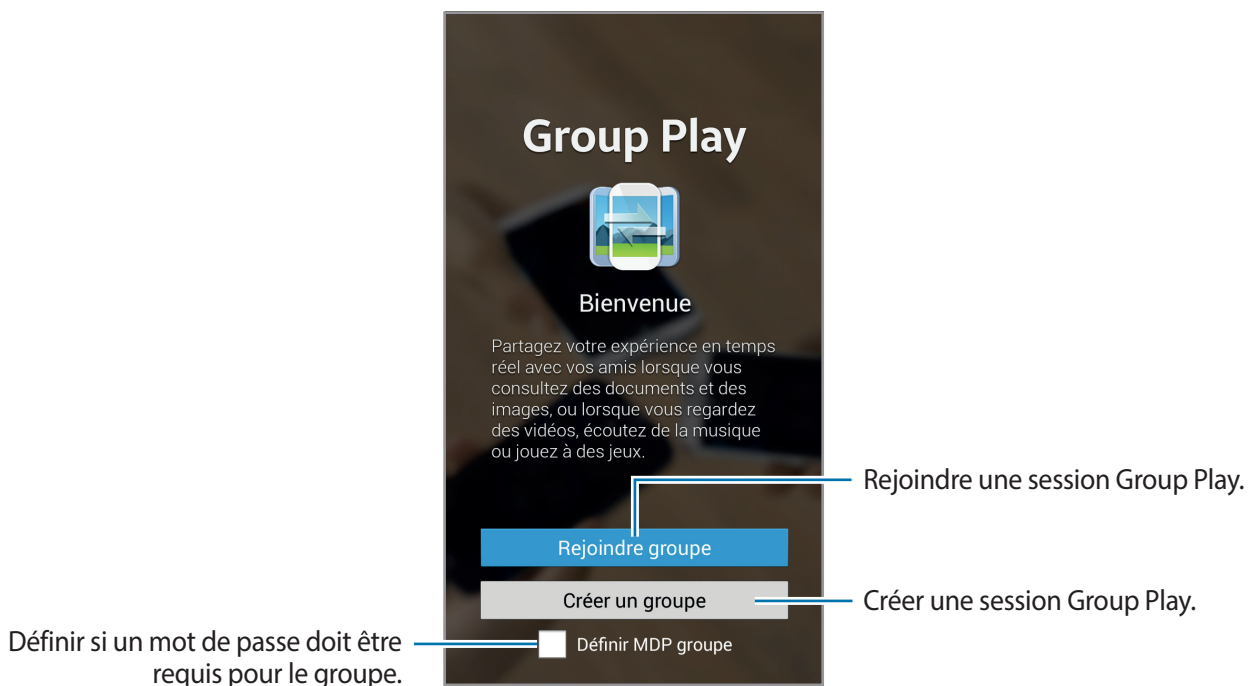 Group Play
Bienvenue
Partagez votre expérience en temps
réel avec vos amis lorsque vous
consultez des documents et des
images, ou lorsque vous regardez
des vidéos, écoutez de la musique
ou jouez à des jeux.
Rejoindre une session Group Play.
Rejoindre groupe
Créer un groupe
Créer une session Group Play.
Définir si un mot de passe doit être
requis pour le groupe.
Définir MDP groupe